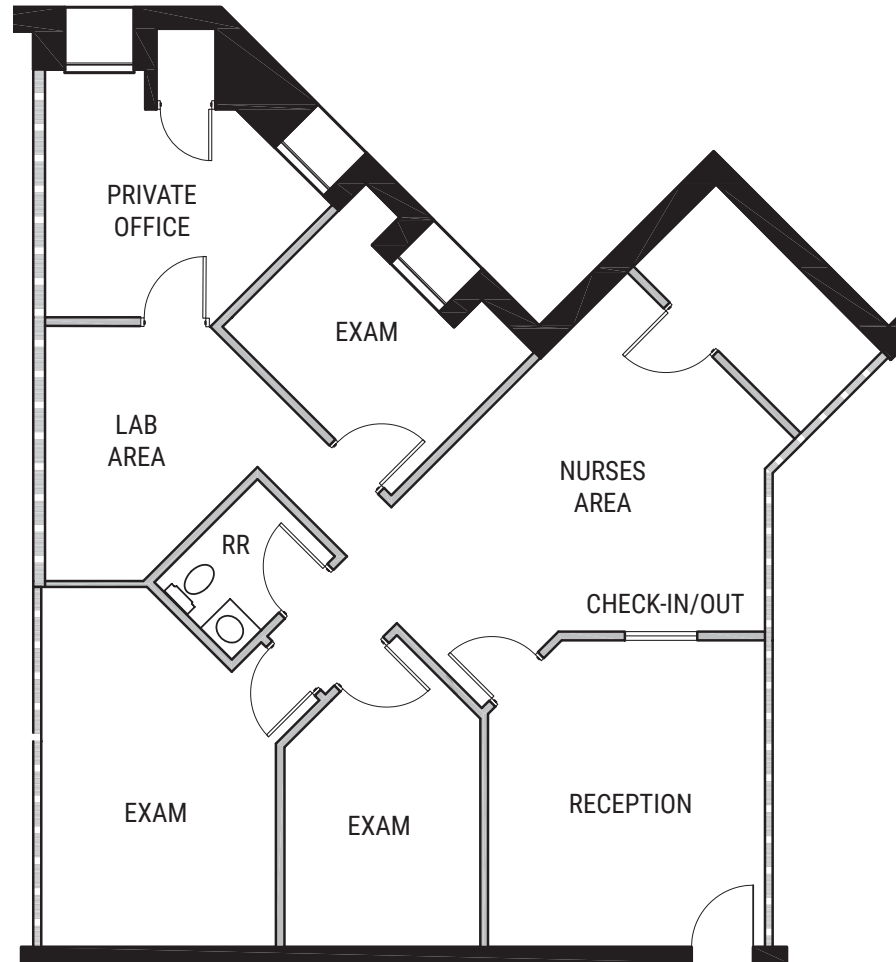 PRIVATE
OFFICE
EXAM
LAB
AREA
NURSES
AREA
RR
CHECK-IN/OUT
EXAM
EXAM
RECEPTION